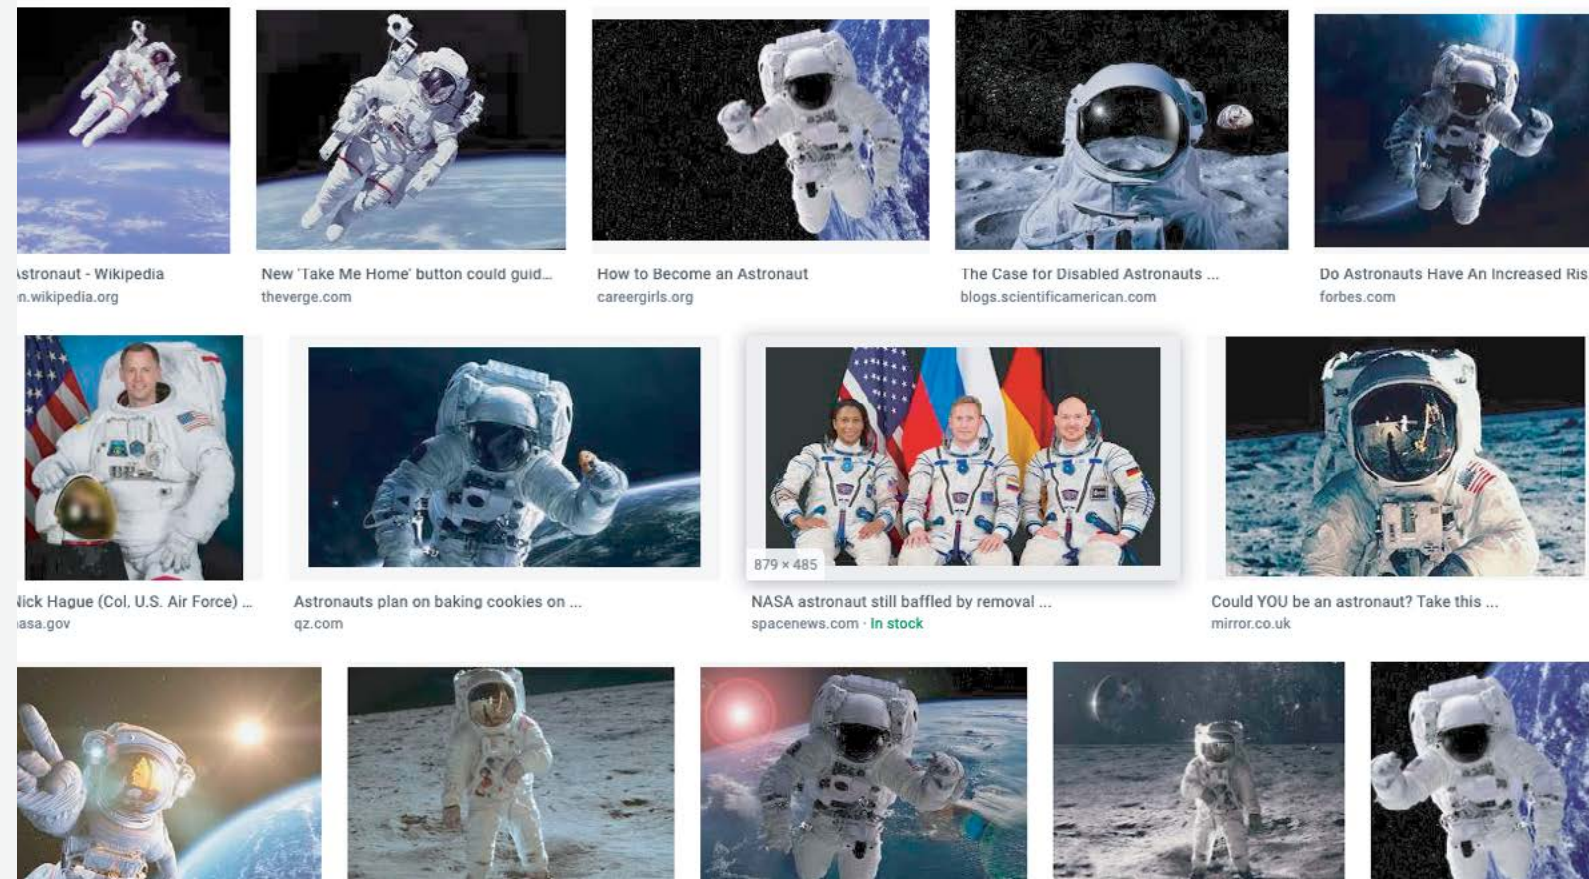 Astronaut - Wikipedia
en.wikipedia.org
New 'Take Me Home' button could guid...
theverge.com
How to Become an Astronaut
careergirls.org
The Case for Disabled Astronauts ...
blogs.scientificamerican.com
Do Astronauts Have An Increased Ris
forbes.com
Nick Hague (Col, U.S. Air Force) ...
nasa.gov
Astronauts plan on baking cookies on ...
qz.com
879 × 485
NASA astronaut still baffled by removal ...
spacenews.com · In stock
Could YOU be an astronaut? Take this ...
mirror.co.uk